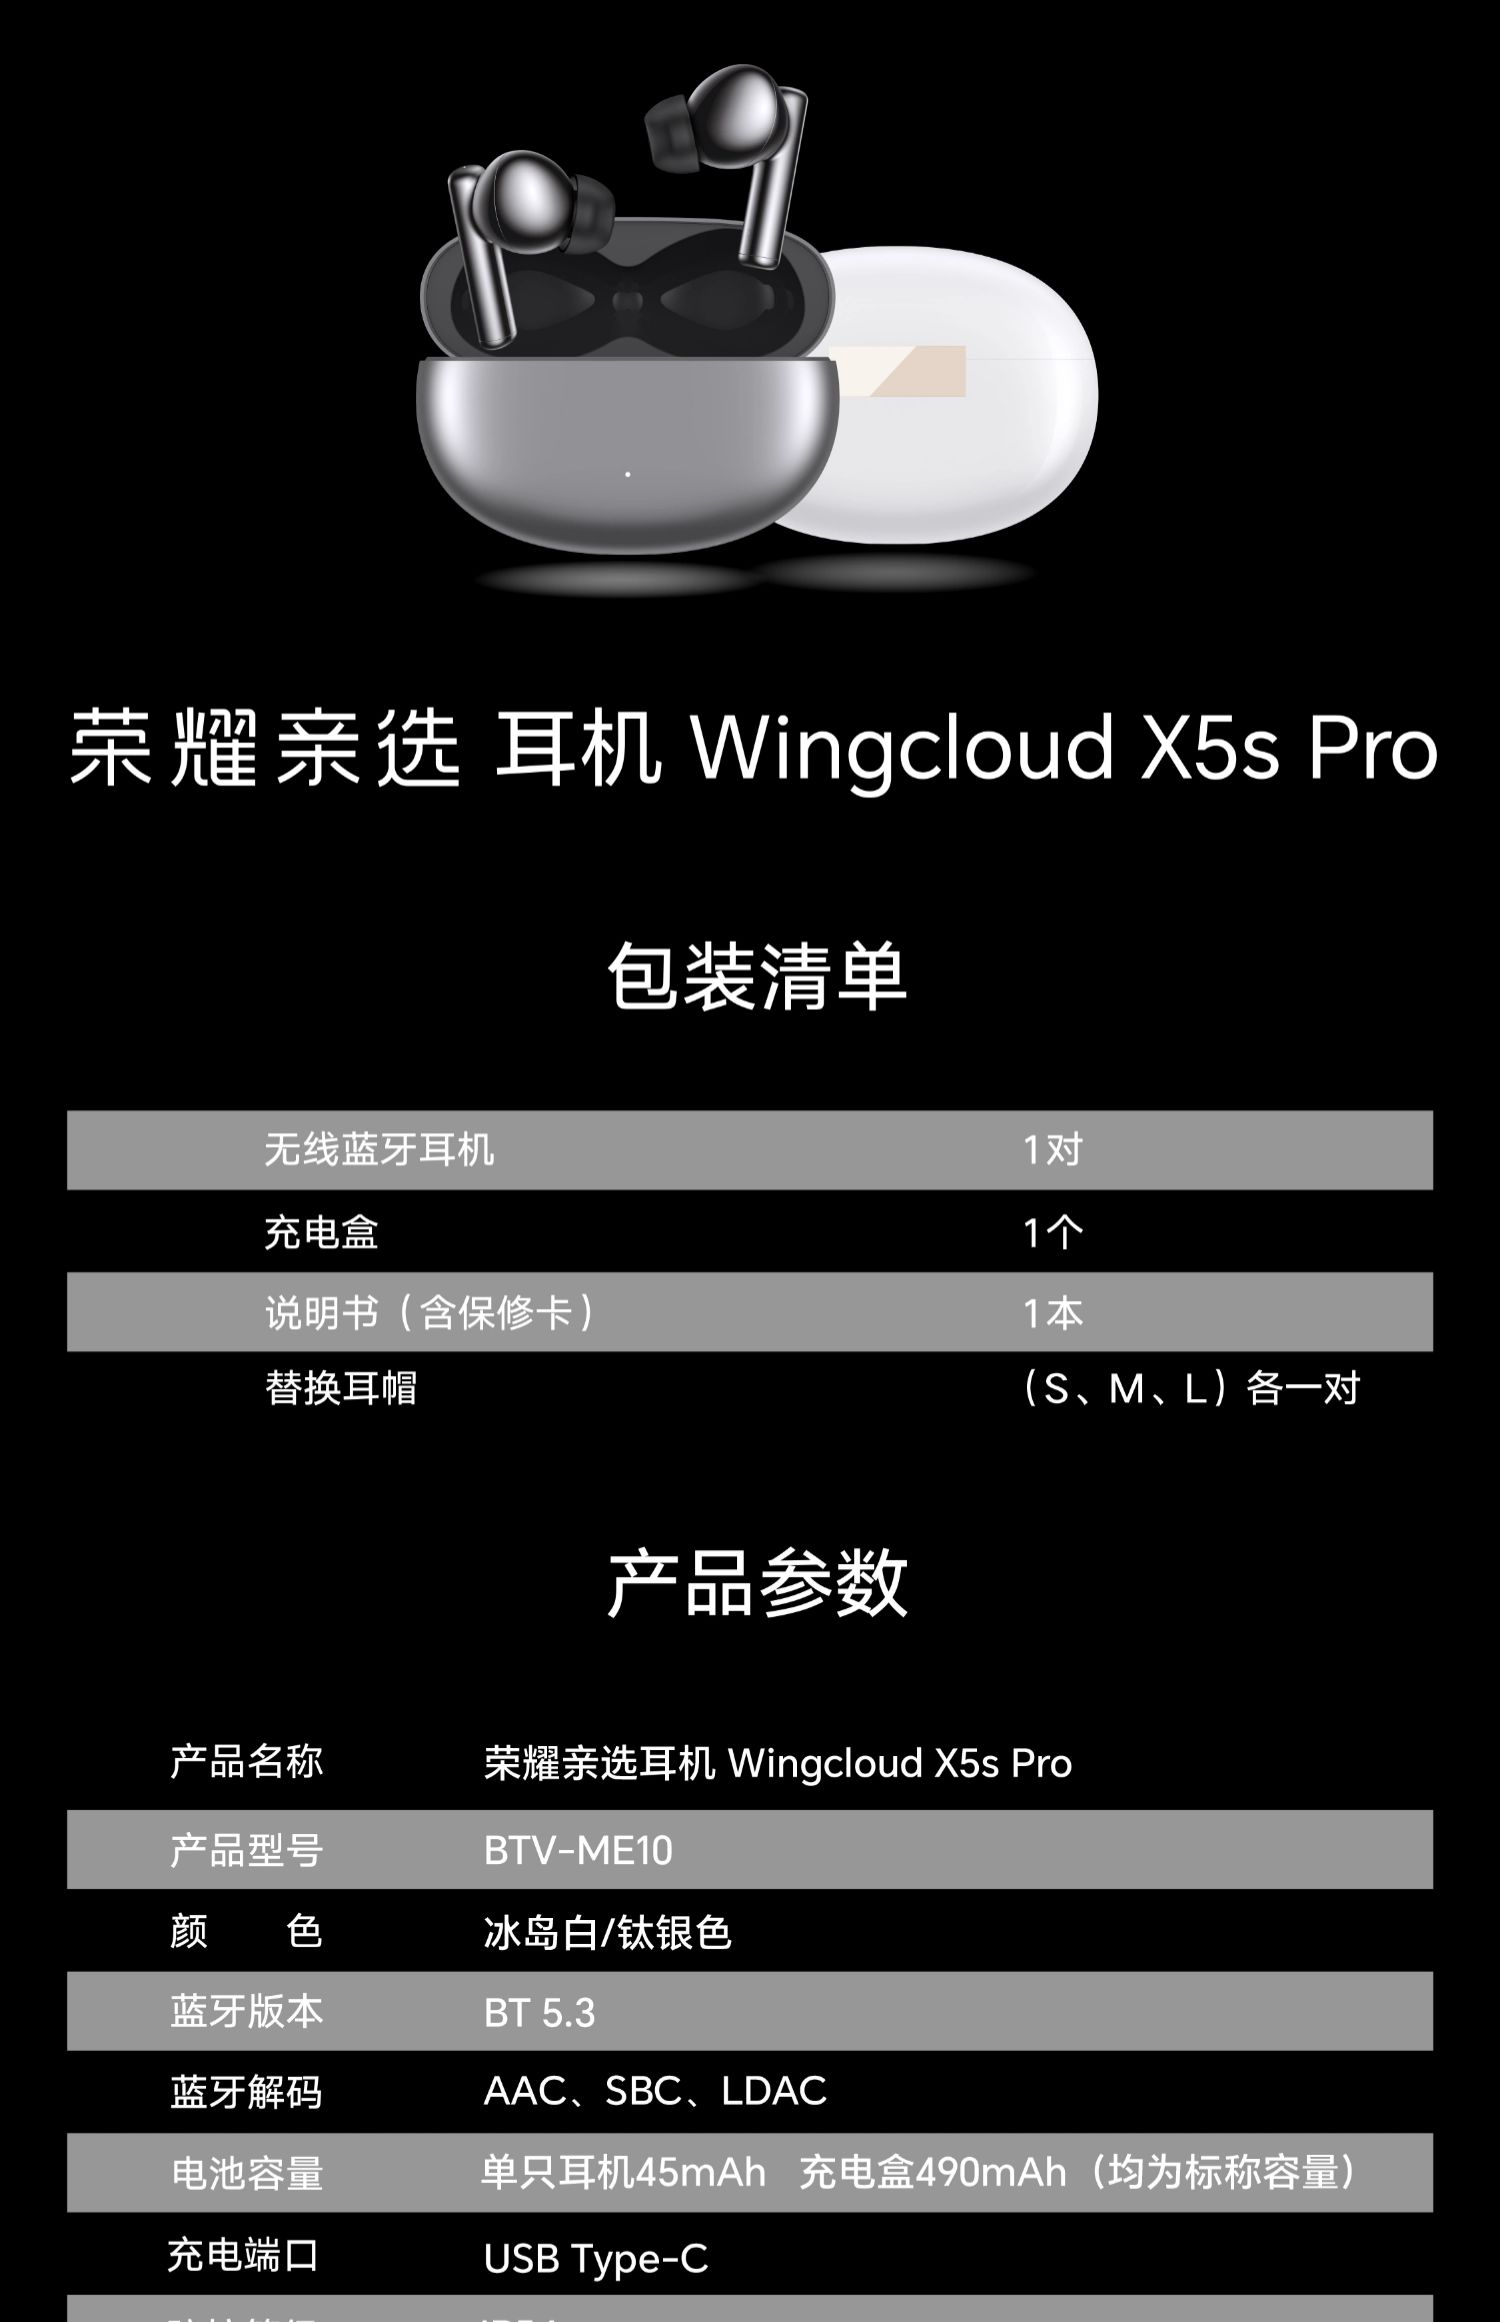 荣耀亲选 耳机 Wingcloud X5s Pro
包装清单
无线蓝牙耳机 1对
充电盒 1个
说明书（含保修卡） 1本
替换耳帽 （S、M、L）各一对
产品参数
产品名称 荣耀亲选耳机 Wingcloud X5s Pro
产品型号 BTV-ME10
颜 色 冰岛白/钛银色
蓝牙版本 BT 5.3
蓝牙解码 AAC、SBC、LDAC
电池容量 单只耳机45mAh 充电盒490mAh（均为标称容量）
充电端口 USB Type-C